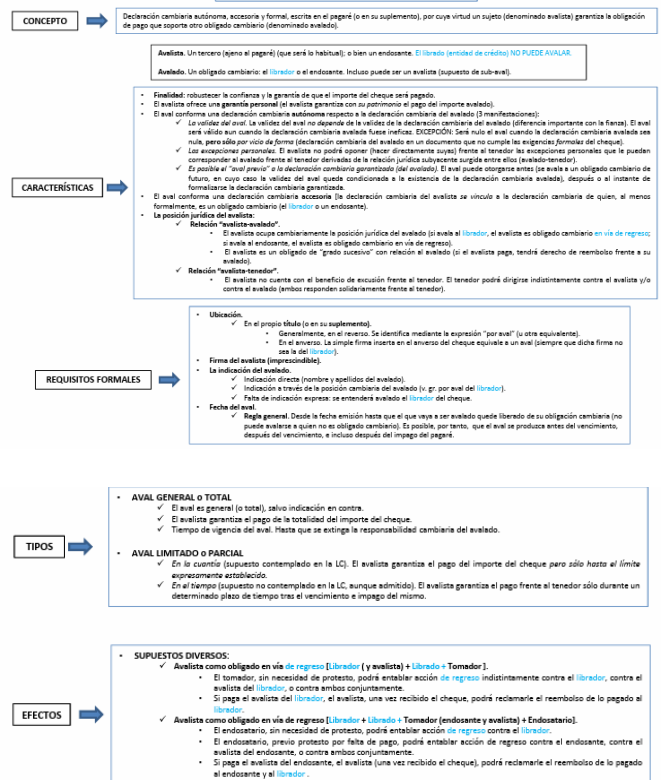 CONCEPTO
Declaración cambiaria autónoma, accesoria y formal, escrita en el pagaré (o en su suplemento), por cuya virtud un sujeto (denominado avalista) garantiza la obligación
de pago que soporta otro obligado cambiario (denominado avalado).
Avalista. Un tercero (ajeno al pagaré) (que será lo habitual); o bien un endosante. El librado (entidad de crédito) NO PUEDE AVALAR.
Avalado. Un obligado cambiario: el librador o el endosante. Incluso puede ser un avalista (supuesto de sub-aval).
CARACTERÍSTICAS
• Finalidad: robustecer la confianza y la garantía de que el importe del cheque será pagado.
• El avalista ofrece una garantía personal (el avalista garantiza con su patrimonio el pago del importe avalado).
• El aval conforma una declaración cambiaria autónoma respecto a la declaración cambiaria del avalado (3 manifestaciones):
✓ La validez del aval. La validez del aval no depende de la validez de la declaración cambiaria del avalado (diferencia importante con la fianza). El aval
será válido aun cuando la declaración cambiaria avalada fuese ineficaz. EXCEPCIÓN: Será nulo el aval cuando la declaración cambiaria avalada sea
nula, pero sólo por vicio de forma (declaración cambiaria del avalado en un documento que no cumple las exigencias formales del cheque).
✓ Las excepciones personales. El avalista no podrá oponer (hacer directamente suyas) frente al tenedor las excepciones personales que le puedan
corresponder al avalado frente al tenedor derivadas de la relación jurídica subyacente surgida entre ellos (avalado-tenedor).
✓ Es posible el "aval previo" a la declaración cambiaria garantizada (del avalado). El aval puede otorgarse antes (se avala a un obligado cambiario de
futuro, en cuyo caso la validez del aval queda condicionada a la existencia de la declaración cambiaria avalada), después o al instante de
formalizarse la declaración cambiaria garantizada.
• El aval conforma una declaración cambiaria accesoria [la declaración cambiaria del avalista se vincula a la declaración cambiaria de quien, al menos
formalmente, es un obligado cambiario (el librador o un endosante).
• La posición jurídica del avalista:
✓ Relación "avalista-avalado".
• El avalista ocupa cambiariamente la posición jurídica del avalado (si avala al librador, el avalista es obligado cambiario en vía de regreso;
si avala al endosante, el avalista es obligado cambiario en vía de regreso).
• El avalista es un obligado de "grado sucesivo" con relación al avalado (si el avalista paga, tendrá derecho de reembolso frente a su
avalado).
✓ Relación "avalista-tenedor".
• El avalista no cuenta con el beneficio de excusión frente al tenedor. El tenedor podrá dirigirse indistintamente contra el avalista y/o
contra el avalado (ambos responden solidariamente frente al tenedor).
REQUISITOS FORMALES
• Ubicación.
✓ En el propio título (o en su suplemento).
• Generalmente, en el reverso. Se identifica mediante la expresión "por aval" (u otra equivalente).
• En el anverso. La simple firma inserta en el anverso del cheque equivale a un aval (siempre que dicha firma no
sea la del librador).
• Firma del avalista (imprescindible).
• La indicación del avalado.
✓ Indicación directa (nombre y apellidos del avalado).
✓ Indicación a través de la posición cambiaria del avalado (v. gr. por aval del librador).
✓ Falta de indicación expresa: se entenderá avalado el librador del cheque.
• Fecha del aval.
✓ Regla general. Desde la fecha emisión hasta que el que vaya a ser avalado quede liberado de su obligación cambiaria (no
puede avalarse a quien no es obligado cambiario). Es posible, por tanto, que el aval se produzca antes del vencimiento,
después del vencimiento, e incluso después del impago del pagaré.
TIPOS
• AVAL GENERAL o TOTAL
✓ El aval es general (o total), salvo indicación en contra.
✓ El avalista garantiza el pago de la totalidad del importe del cheque.
✓ Tiempo de vigencia del aval. Hasta que se extinga la responsabilidad cambiaria del avalado.
• AVAL LIMITADO o PARCIAL
✓ En la cuantía (supuesto contemplado en la LC). El avalista garantiza el pago del importe del cheque pero sólo hasta el límite
expresamente establecido.
✓ En el tiempo (supuesto no contemplado en la LC, aunque admitido). El avalista garantiza el pago frente al tenedor sólo durante un
determinado plazo de tiempo tras el vencimiento e impago del mismo.
EFECTOS
• SUPUESTOS DIVERSOS:
✓ Avalista como obligado en vía de regreso [Librador ( y avalista) + Librado + Tomador ].
• El tomador, sin necesidad de protesto, podrá entablar acción de regreso indistintamente contra el librador, contra el
avalista del librador, o contra ambos conjuntamente.
• Si paga el avalista del librador, el avalista, una vez recibido el cheque, podrá reclamarle el reembolso de lo pagado al
librador.
✓ Avalista como obligado en vía de regreso [Librador + Librado + Tomador (endosante y avalista) + Endosatario].
• El endosatario, sin necesidad de protesto, podrá entablar acción de regreso contra el librador.
• El endosatario, previo protesto por falta de pago, podrá entablar acción de regreso contra el endosante, contra el
avalista del endosante, o contra ambos conjuntamente.
• Si paga el avalista del endosante, el avalista (una vez recibido el cheque), podrá reclamarle el reembolso de lo pagado
al endosante y al librador .